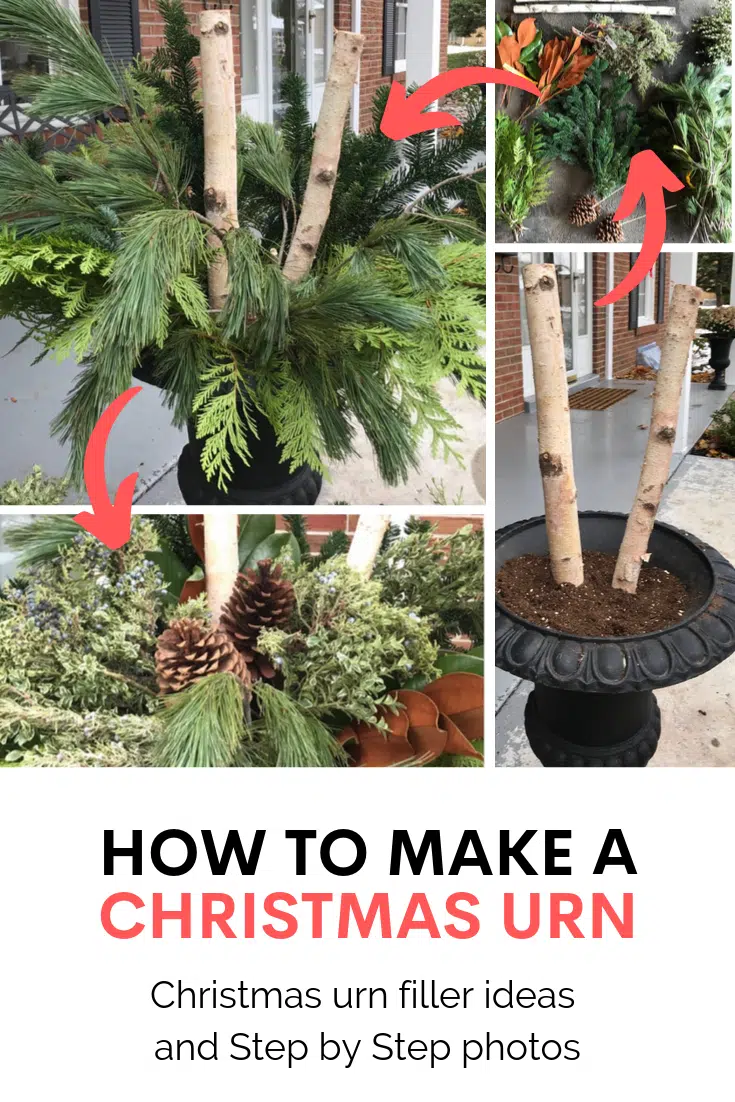 HOW TO MAKE A
CHRISTMAS URN
Christmas urn filler ideas
and Step by Step photos